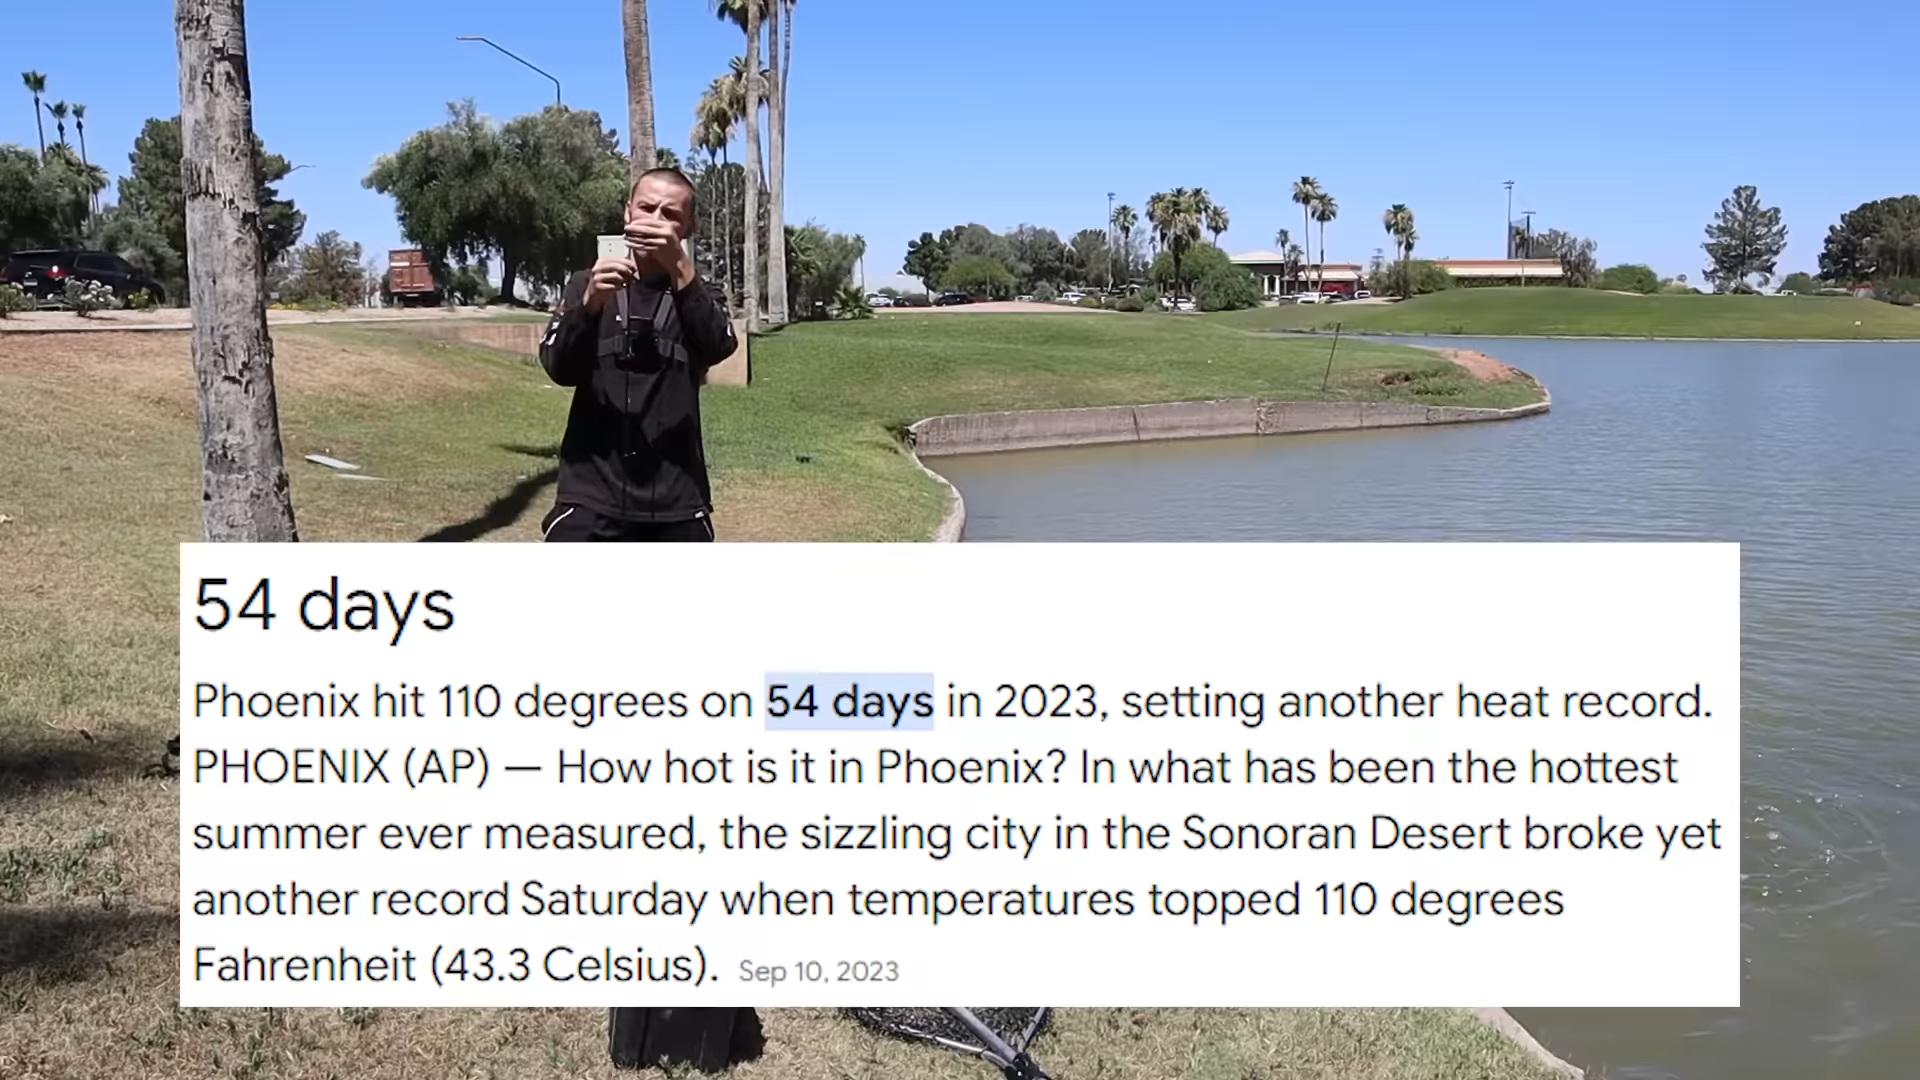 54 days
Phoenix hit 110 degrees on 54 days in 2023, setting another heat record.
PHOENIX (AP) — How hot is it in Phoenix? In what has been the hottest
summer ever measured, the sizzling city in the Sonoran Desert broke yet
another record Saturday when temperatures topped 110 degrees
Fahrenheit (43.3 Celsius). Sep 10, 2023